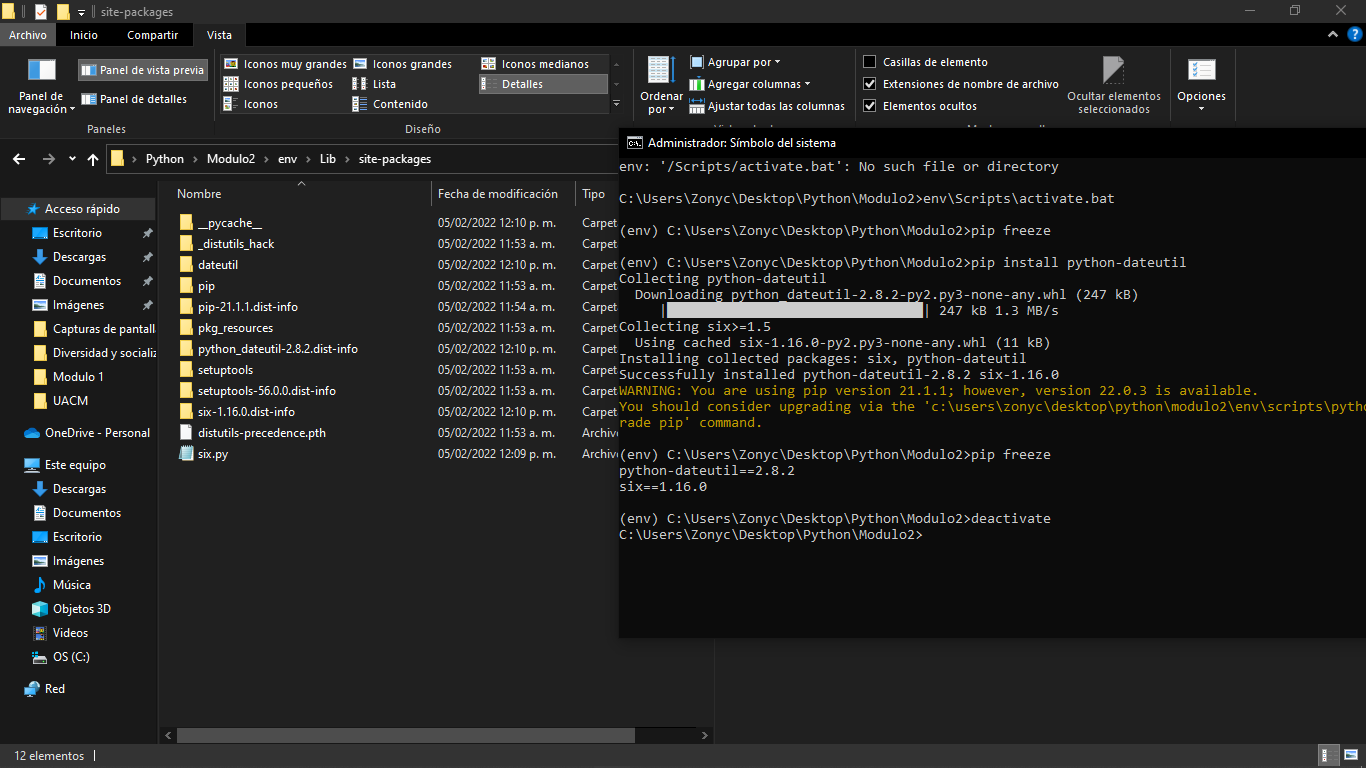 site-packages
Archivo Inicio Compartir Vista
Panel de navegación
Panel de vista previa
Panel de detalles
Paneles
Iconos muy grandes Iconos grandes Iconos medianos
Iconos pequeños Lista Detalles
Iconos Contenido
Diseño
Ordenar por
Agrupar por
Agregar columnas
Ajustar todas las columnas
Casillas de elemento
Extensiones de nombre de archivo
Elementos ocultos
Ocultar elementos seleccionados
Opciones
Python > Modulo2 > env > Lib > site-packages
Acceso rápido
Escritorio
Descargas
Documentos
Imágenes
Capturas de pantall
Diversidad y socializ
Modulo 1
UACM
OneDrive - Personal
Este equipo
Descargas
Documentos
Escritorio
Imágenes
Música
Objetos 3D
Videos
OS (C:)
Red
Nombre Fecha de modificación Tipo
__pycache__ 05/02/2022 12:10 p. m. Carpet
_distutils_hack 05/02/2022 11:53 a. m. Carpet
dateutil 05/02/2022 12:10 p. m. Carpet
pip 05/02/2022 11:53 a. m. Carpet
pip-21.1.1.dist-info 05/02/2022 11:54 a. m. Carpet
pkg_resources 05/02/2022 11:53 a. m. Carpet
python_dateutil-2.8.2.dist-info 05/02/2022 12:10 p. m. Carpet
setuptools 05/02/2022 11:53 a. m. Carpet
setuptools-56.0.0.dist-info 05/02/2022 11:53 a. m. Carpet
six-1.16.0.dist-info 05/02/2022 12:10 p. m. Carpet
distutils-precedence.pth 05/02/2022 11:53 a. m. Archiv
six.py 05/02/2022 12:09 p. m. Archiv
Administrador: Símbolo del sistema
env: '/Scripts/activate.bat': No such file or directory
C:\Users\Zonyc\Desktop\Python\Modulo2>env\Scripts\activate.bat
(env) C:\Users\Zonyc\Desktop\Python\Modulo2>pip freeze
(env) C:\Users\Zonyc\Desktop\Python\Modulo2>pip install python-dateutil
Collecting python-dateutil
Downloading python_dateutil-2.8.2-py2.py3-none-any.whl (247 kB)
| | 247 kB 1.3 MB/s
Collecting six>=1.5
Using cached six-1.16.0-py2.py3-none-any.whl (11 kB)
Installing collected packages: six, python-dateutil
Successfully installed python-dateutil-2.8.2 six-1.16.0
WARNING: You are using pip version 21.1.1; however, version 22.0.3 is available.
You should consider upgrading via the 'c:\users\zonyc\desktop\python\modulo2\env\scripts\pytho
rade pip' command.
(env) C:\Users\Zonyc\Desktop\Python\Modulo2>pip freeze
python-dateutil==2.8.2
six==1.16.0
(env) C:\Users\Zonyc\Desktop\Python\Modulo2>deactivate
C:\Users\Zonyc\Desktop\Python\Modulo2>
12 elementos